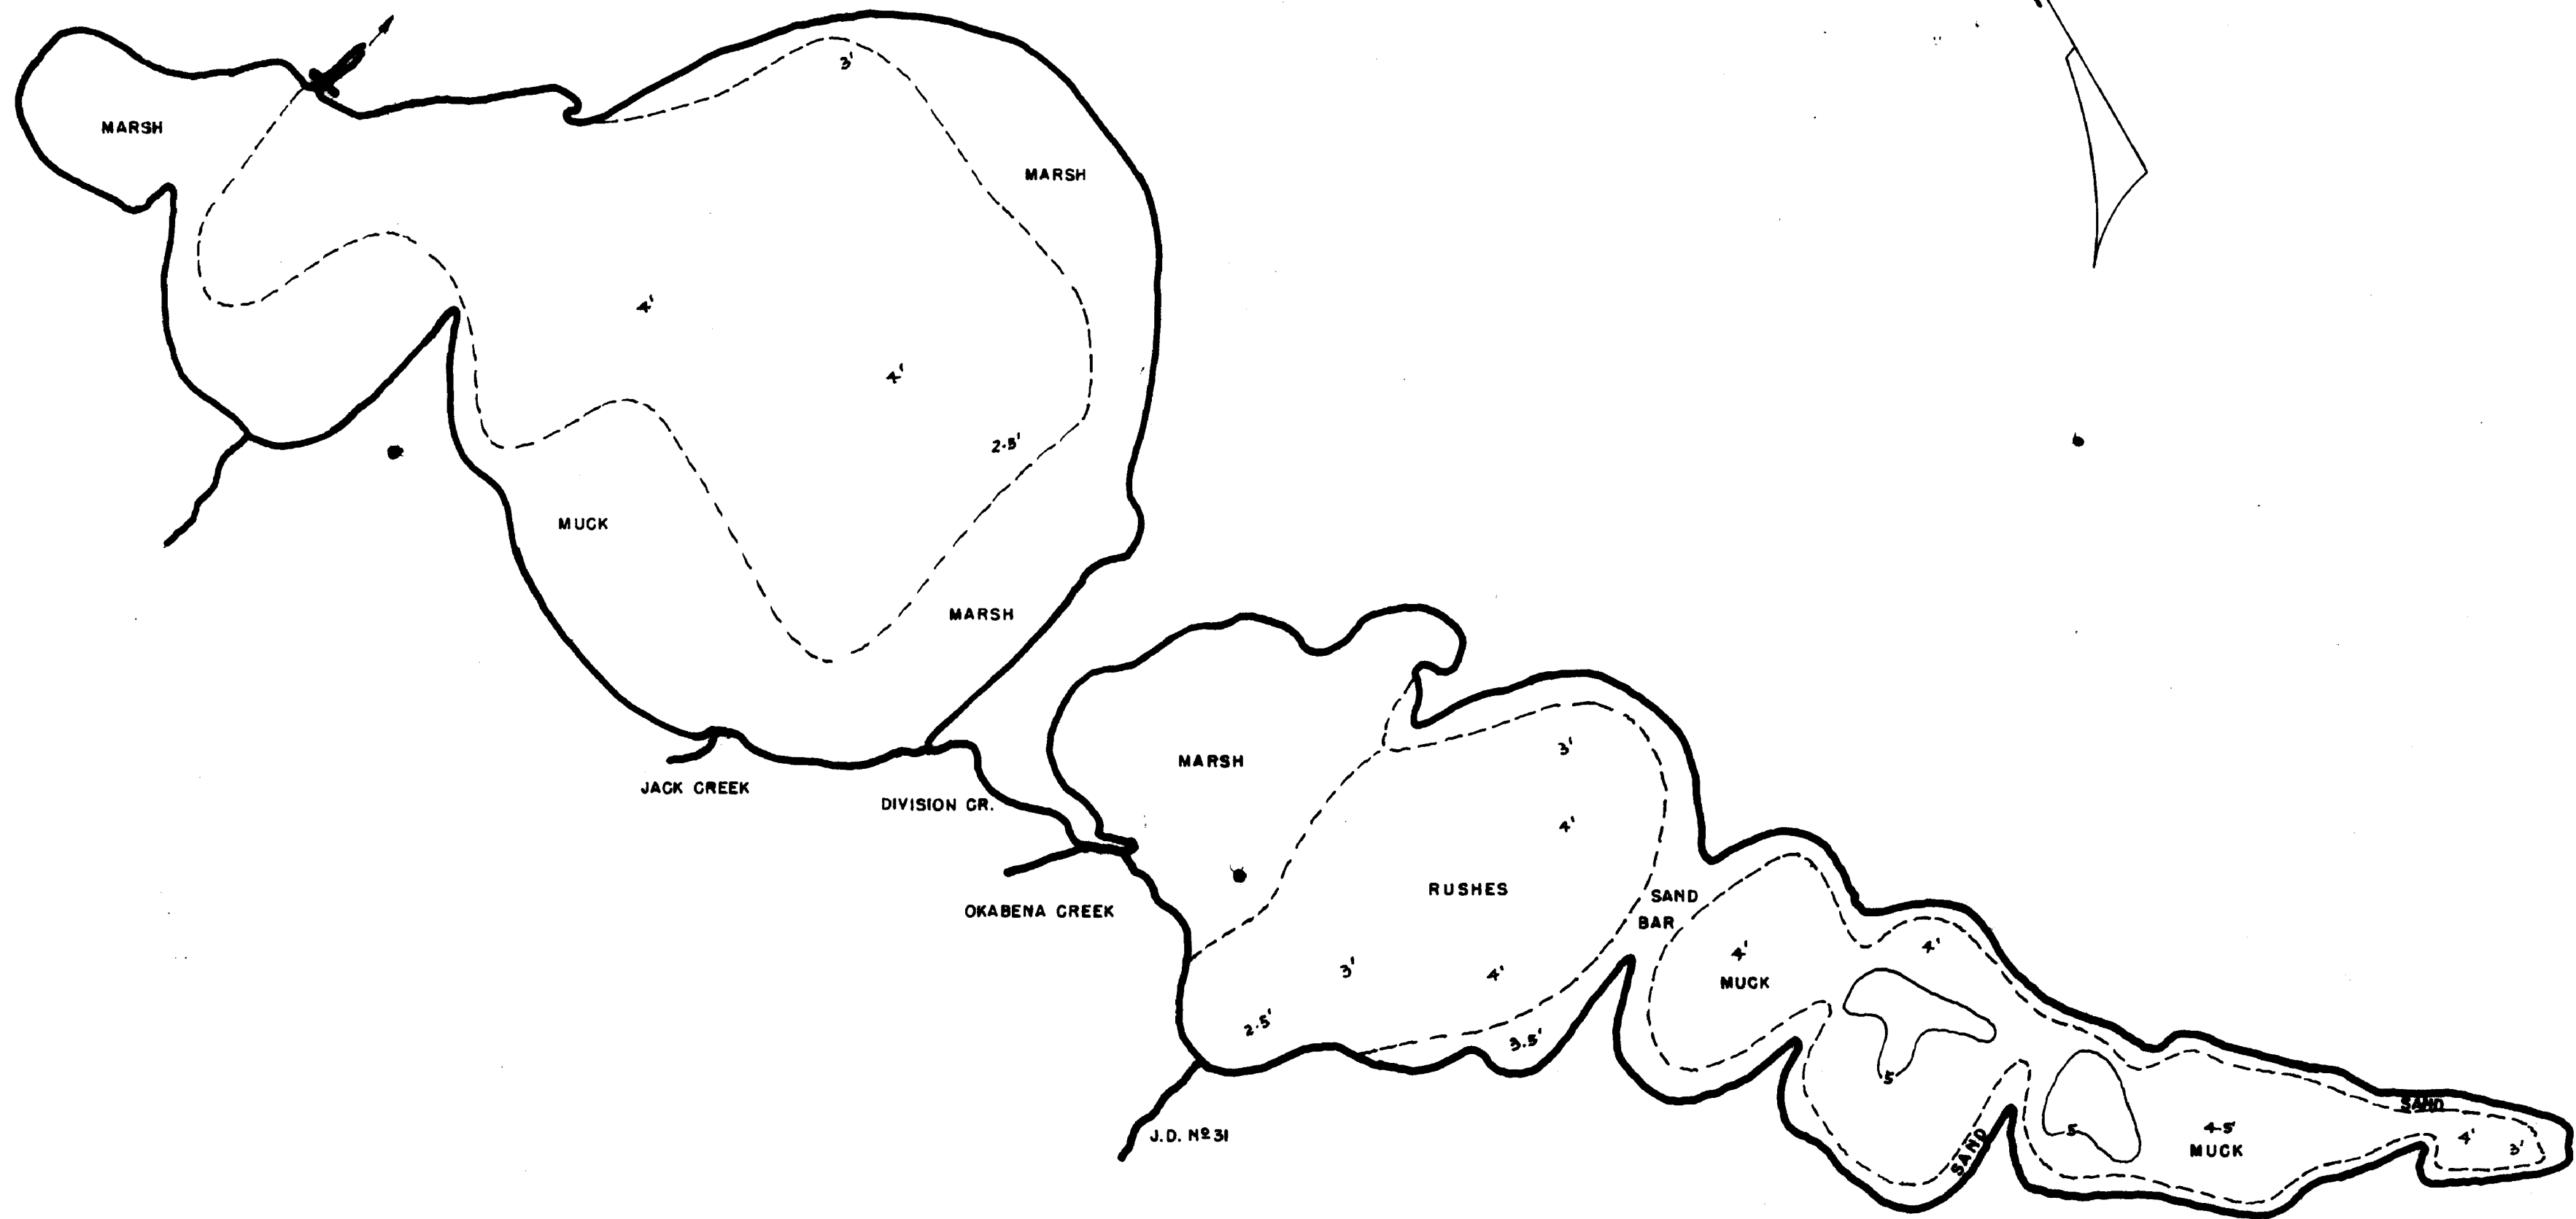 3'
MARSH
MARSH
4'
4'
2.5'
MUCK
MARSH
3'
MARSH
JACK CREEK
DIVISION CR.
4'
RUSHES
SAND
BAR
OKABENA CREEK
4'
4'
3'
4'
MUCK
2.5'
3.5'
5
SAND
5
4-5'
MUCK
4'
3'
J.D. Nº 31
SAND